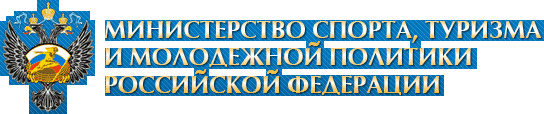 МИНИСТЕРСТВО СПОРТА, ТУРИЗМА
И МОЛОДЕЖНОЙ ПОЛИТИКИ
РОССИЙСКОЙ ФЕДЕРАЦИИ